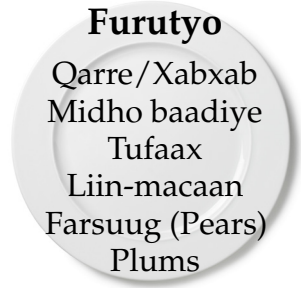 Furutyo
Qarre/Xabxab
Midho baadiye
Tufaax
Liin-macaan
Farsuug (Pears)
Plums